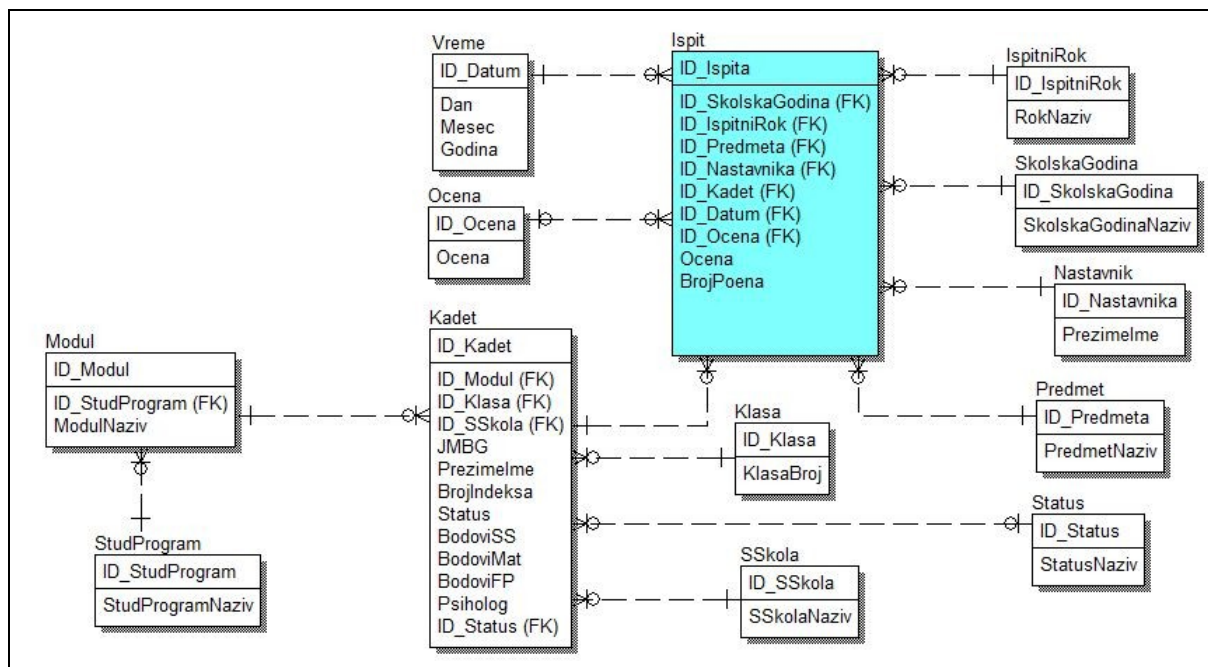 Vreme
ID_Datum
Dan
Mesec
Godina
Ocena
ID_Ocena
Ocena
Ispit
ID_Ispita
ID_SkolskaGodina (FK)
ID_IspitniRok (FK)
ID_Predmeta (FK)
ID_Nastavnika (FK)
ID_Kadet (FK)
ID_Datum (FK)
ID_Ocena (FK)
Ocena
BrojPoena
IspitniRok
ID_IspitniRok
RokNaziv
SkolskaGodina
ID_SkolskaGodina
SkolskaGodinaNaziv
Nastavnik
ID_Nastavnika
PrezimeIme
Predmet
ID_Predmeta
PredmetNaziv
Modul
ID_Modul
ID_StudProgram (FK)
ModulNaziv
StudProgram
ID_StudProgram
StudProgramNaziv
Kadet
ID_Kadet
ID_Modul (FK)
ID_Klasa (FK)
ID_SSkola (FK)
JMBG
PrezimeIme
BrojIndeksa
Status
BodoviSS
BodoviMat
BodoviFP
Psiholog
ID_Status (FK)
Klasa
ID_Klasa
KlasaBroj
Status
ID_Status
StatusNaziv
SSkola
ID_SSkola
SSkolaNaziv